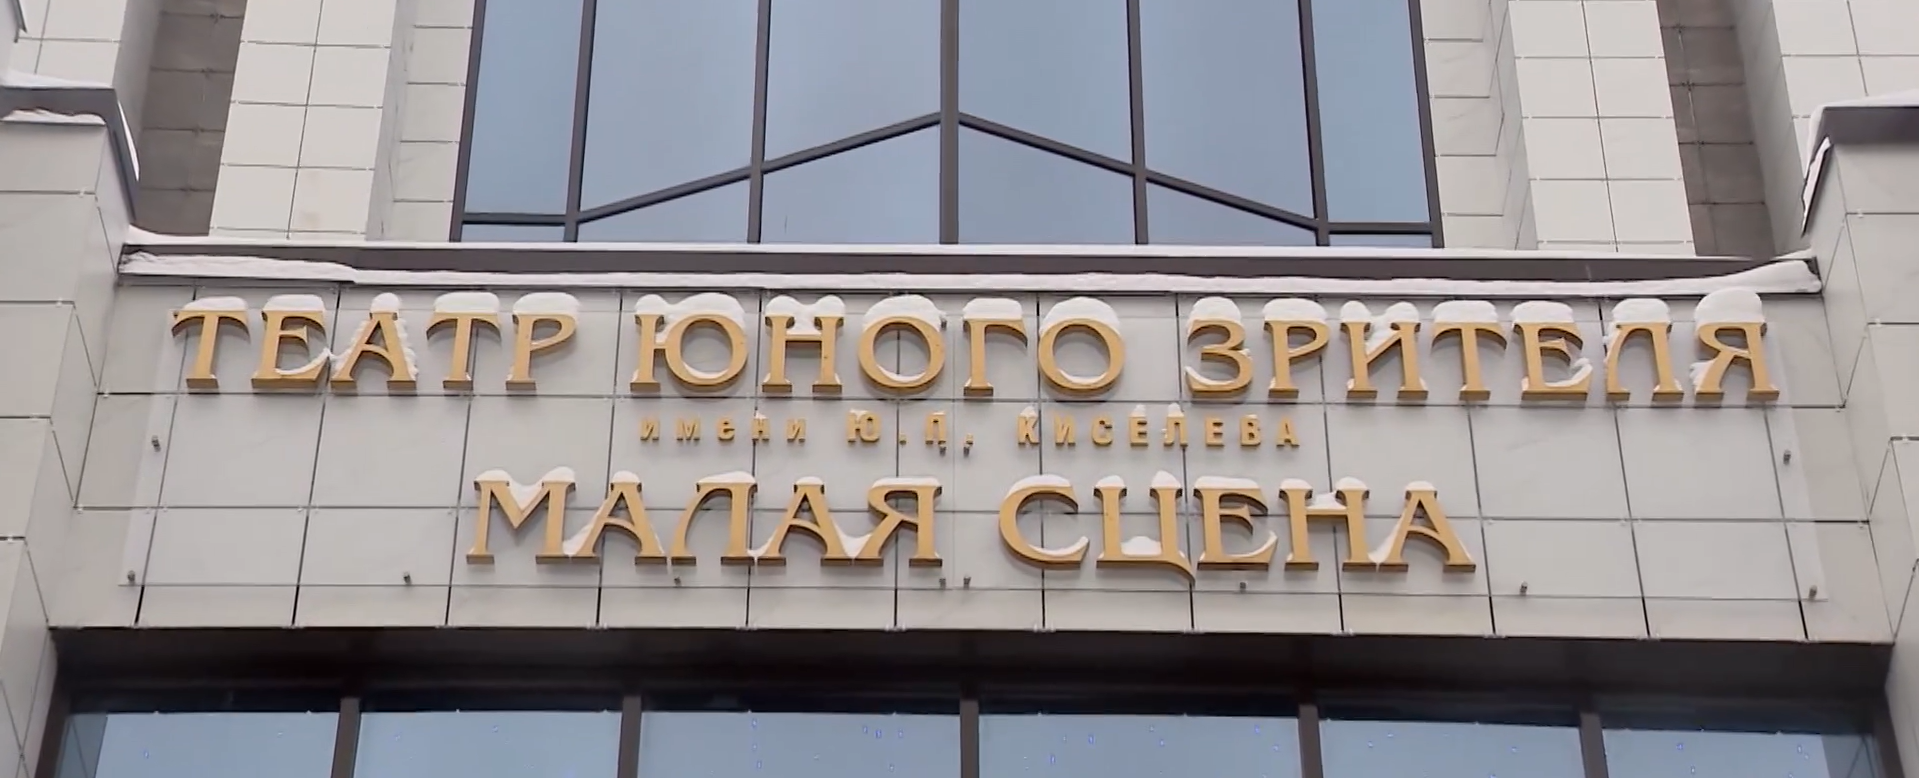 ТЕАТР ЮНОГО ЗРИТЕЛЯ
имени Ю.П. КИСЕЛЕВА
МАЛАЯ СЦЕНА